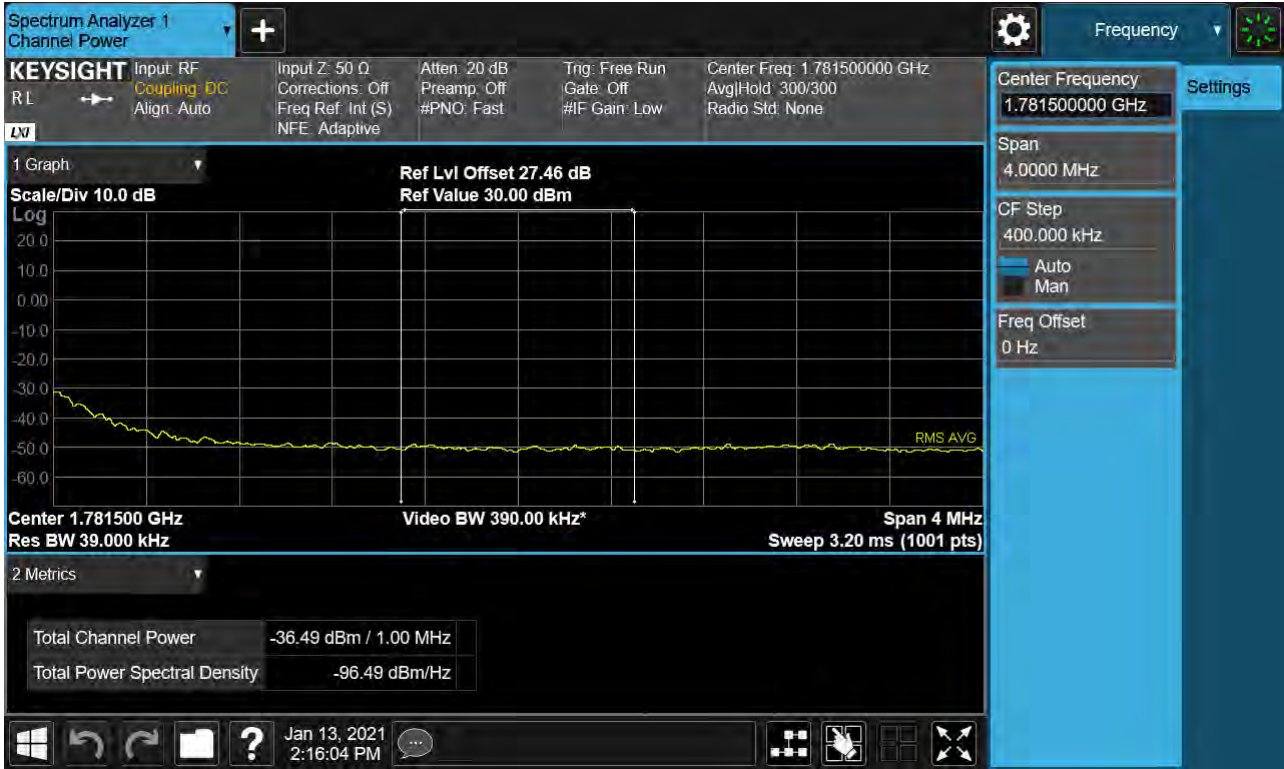 Spectrum Analyzer 1
Channel Power
Frequency
KEYSIGHT
R L
LXI
Input: RF
Coupling: DC
Align: Auto
Input Z: 50 Ω
Corrections: Off
Freq Ref: Int (S)
NFE: Adaptive
Atten: 20 dB
Preamp: Off
#PNO: Fast
Trig: Free Run
Gate: Off
#IF Gain: Low
Center Freq: 1.781500000 GHz
Avg|Hold: 300/300
Radio Std: None
Center Frequency
1.781500000 GHz
Settings
Span
4.0000 MHz
CF Step
400.000 kHz
Auto
Man
Freq Offset
0 Hz
1 Graph
Scale/Div 10.0 dB
Ref Lvl Offset 27.46 dB
Ref Value 30.00 dBm
Log
20.0
10.0
0.00
-10.0
-20.0
-30.0
-40.0
-50.0
-60.0
RMS AVG
Center 1.781500 GHz
Res BW 39.000 kHz
Video BW 390.00 kHz*
Span 4 MHz
Sweep 3.20 ms (1001 pts)
2 Metrics
Total Channel Power -36.49 dBm / 1.00 MHz
Total Power Spectral Density -96.49 dBm/Hz
?
Jan 13, 2021
2:16:04 PM